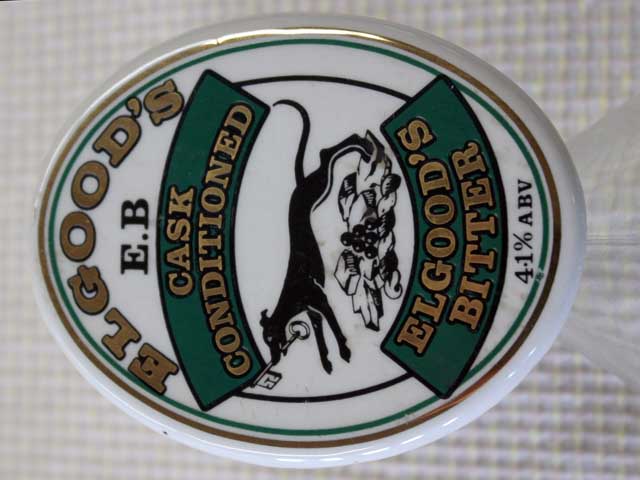 ELGOOD'S
E.B
CASK
CONDITIONED
ELGOOD'S
BITTER
4·1% ABV